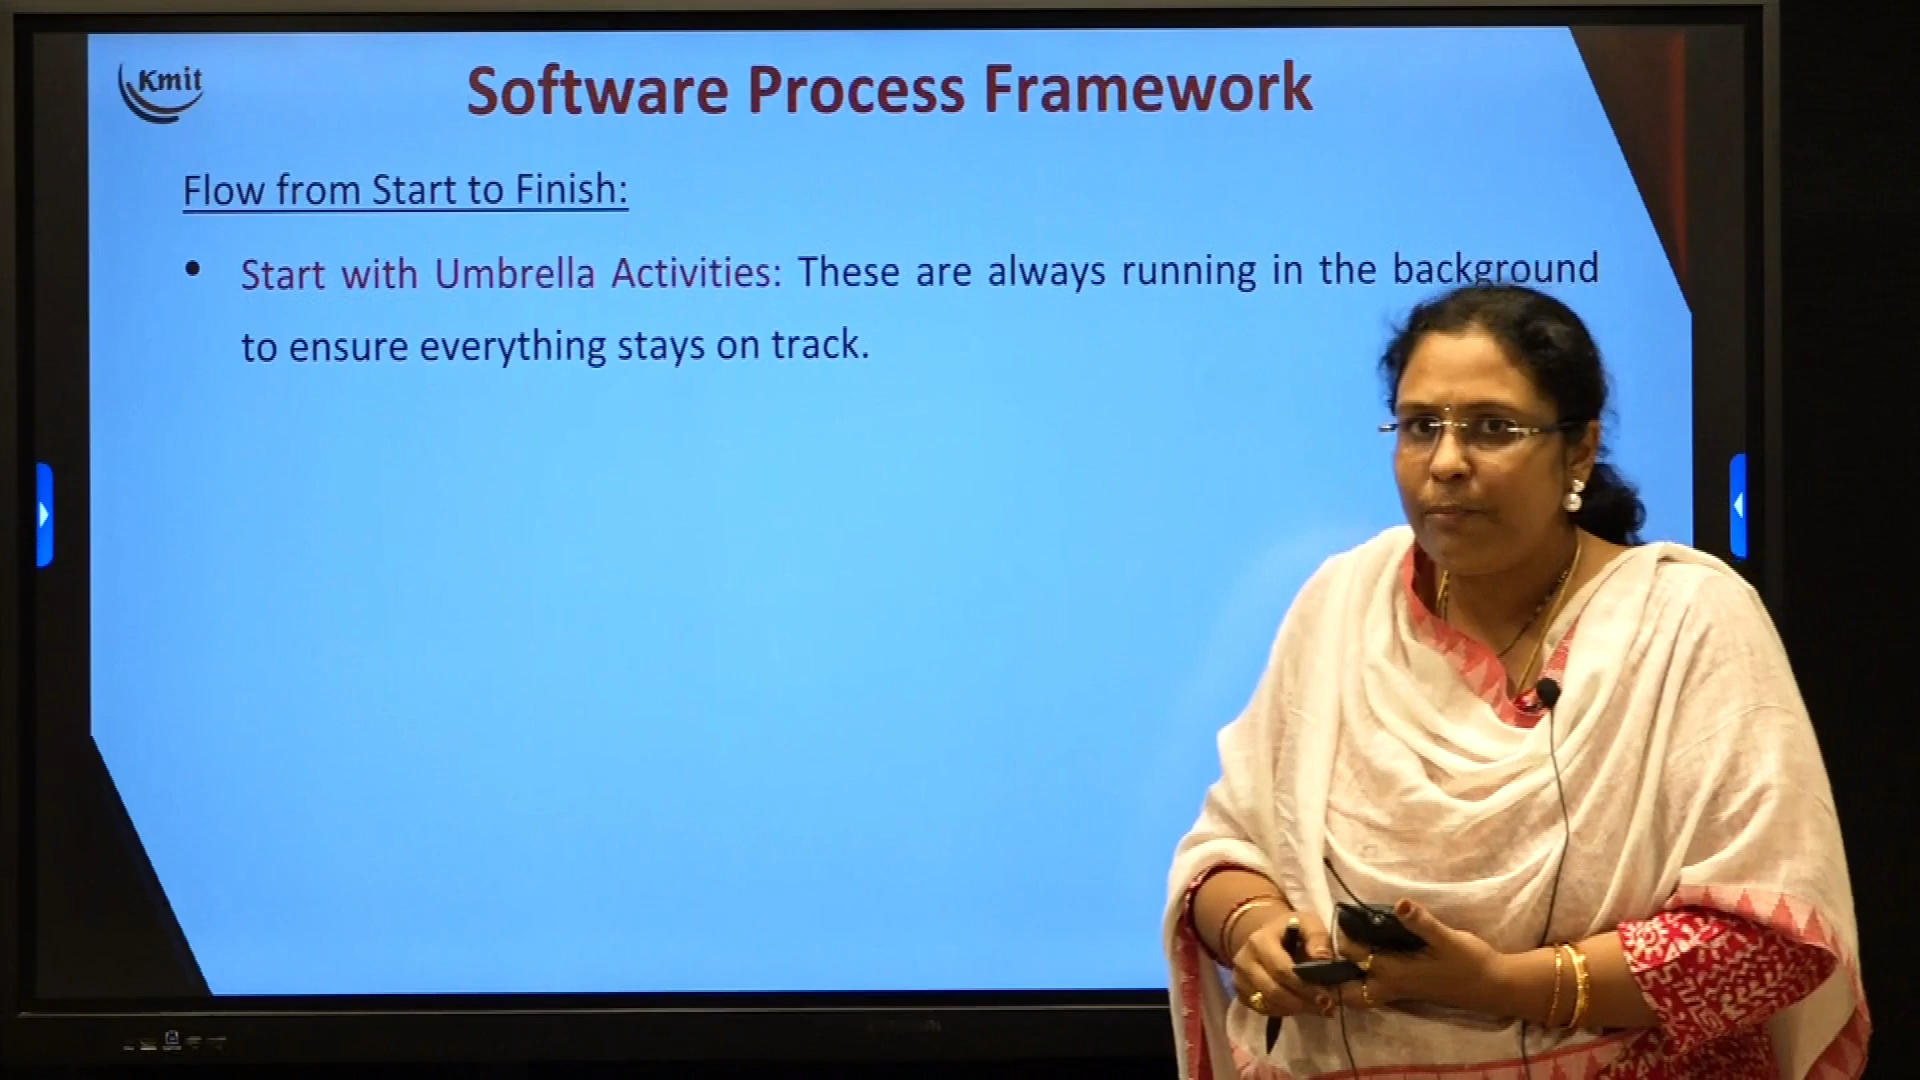 Kmit
Software Process Framework
Flow from Start to Finish:
• Start with Umbrella Activities: These are always running in the background
to ensure everything stays on track.